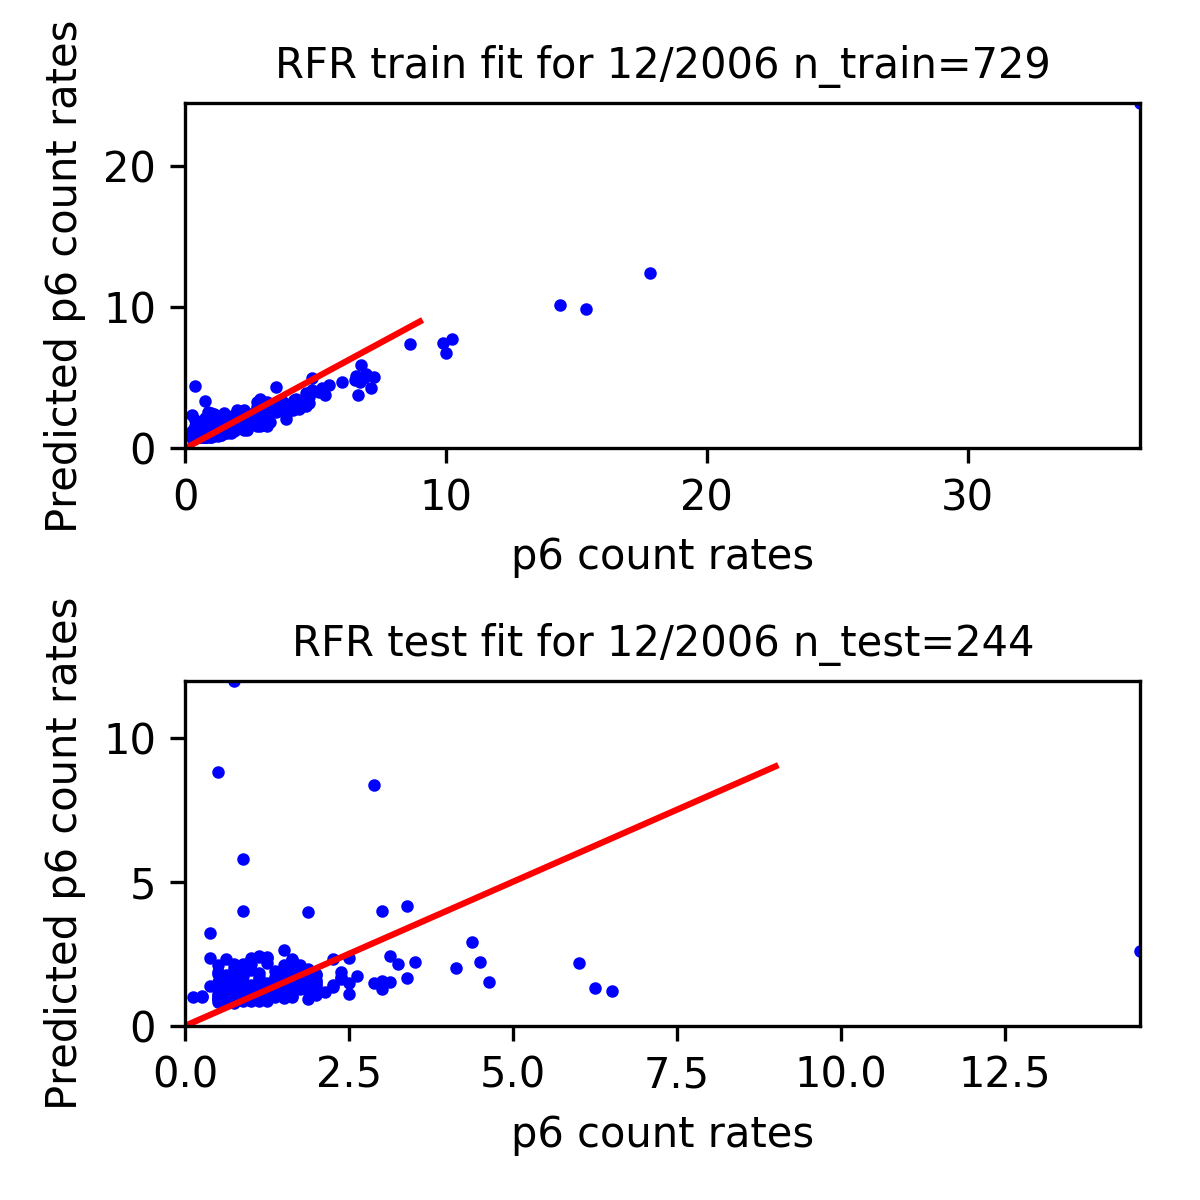 RFR train fit for 12/2006 n_train=729
Predicted p6 count rates
20
10
0
0 10 20 30
p6 count rates
RFR test fit for 12/2006 n_test=244
Predicted p6 count rates
10
5
0
0.0 2.5 5.0 7.5 10.0 12.5
p6 count rates